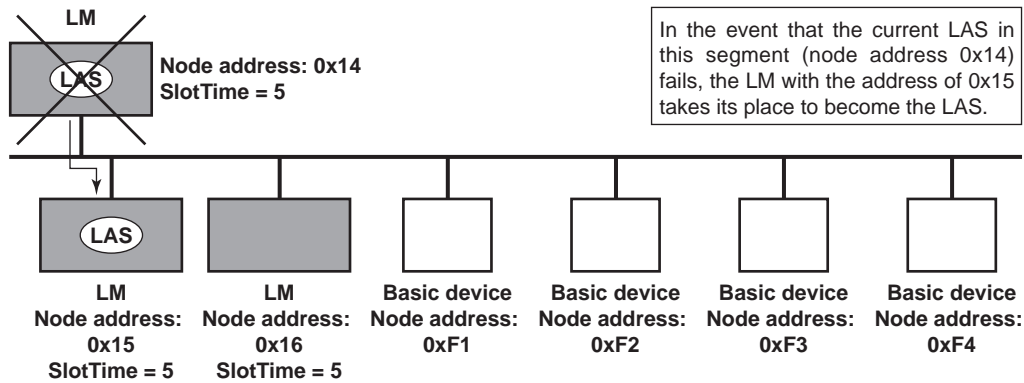 LM
LAS
Node address: 0x14
SlotTime = 5
In the event that the current LAS in
this segment (node address 0x14)
fails, the LM with the address of 0x15
takes its place to become the LAS.
LAS
LM
Node address:
0x15
SlotTime = 5
LM
Node address:
0x16
SlotTime = 5
Basic device
Node address:
0xF1
Basic device
Node address:
0xF2
Basic device
Node address:
0xF3
Basic device
Node address:
0xF4